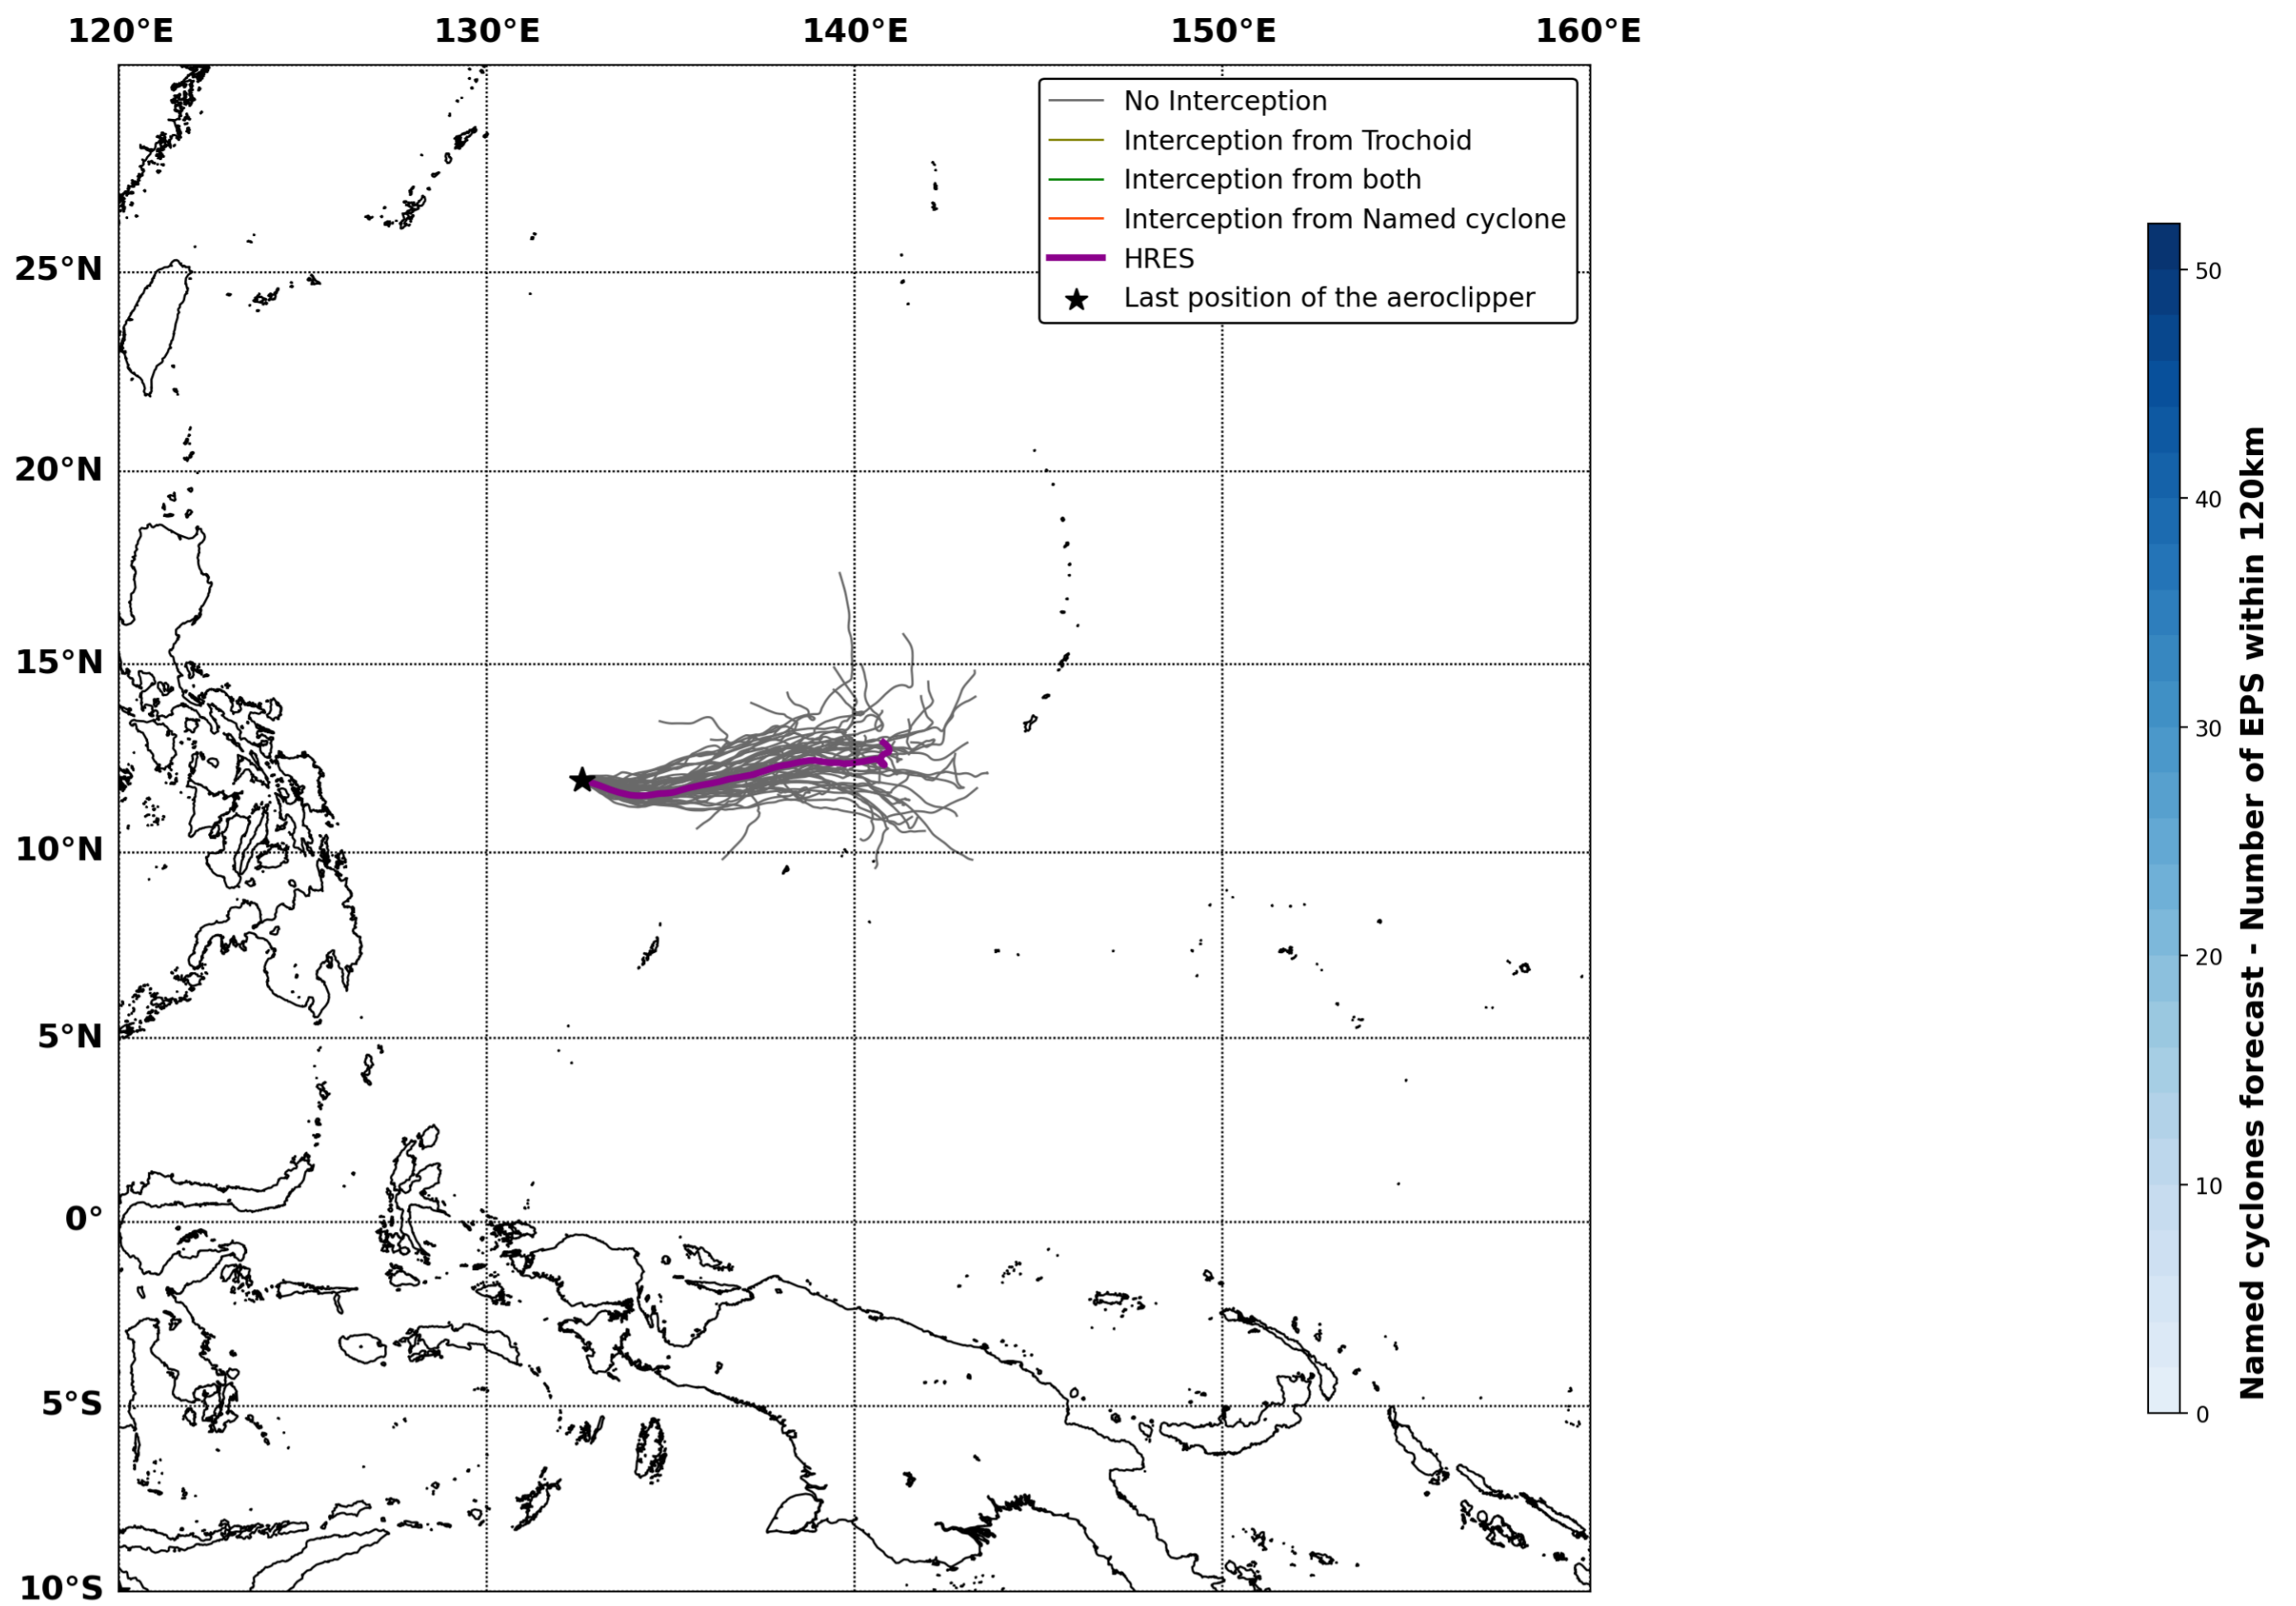 120°E 130°E 140°E 150°E 160°E
No Interception
Interception from Trochoid
Interception from both
Interception from Named cyclone
HRES
Last position of the aeroclipper
25°N
20°N
15°N
10°N
5°N
0°
5°S
10°S
50
40
30
20
10
0
Named cyclones forecast - Number of EPS within 120km